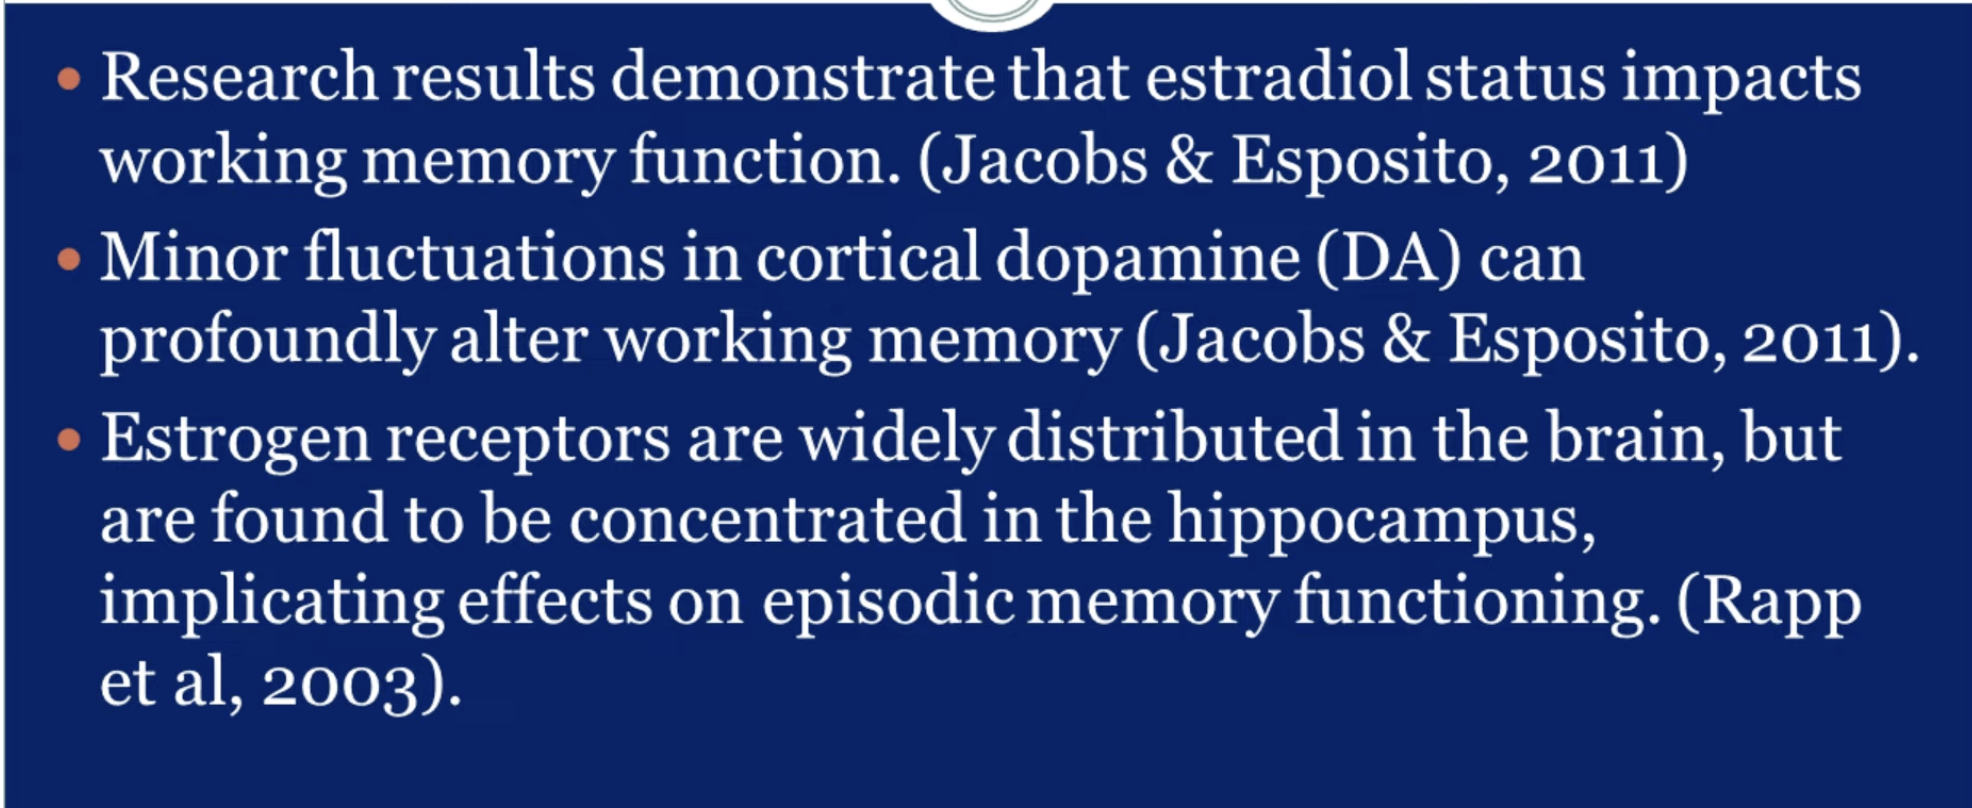 Research results demonstrate that estradiol status impacts
working memory function. (Jacobs & Esposito, 2011)
Minor fluctuations in cortical dopamine (DA) can
profoundly alter working memory (Jacobs & Esposito, 2011).
Estrogen receptors are widely distributed in the brain, but
are found to be concentrated in the hippocampus,
implicating effects on episodic memory functioning. (Rapp
et al, 2003).